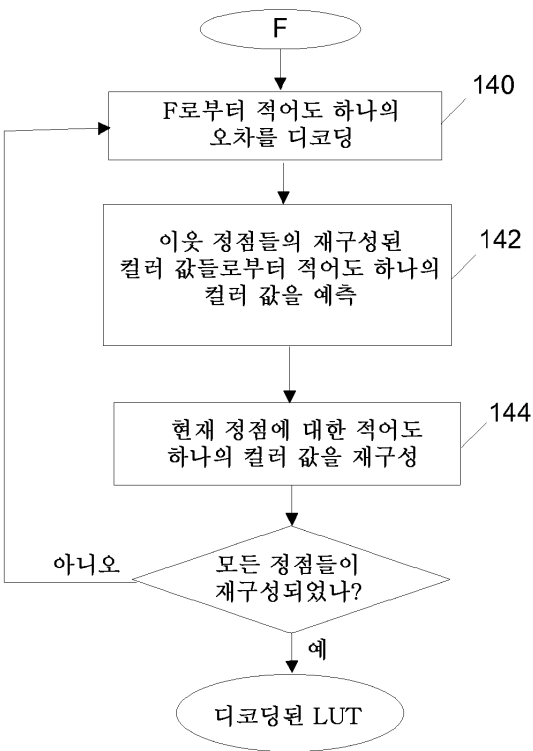 F
140
F로부터 적어도 하나의
오차를 디코딩
142
이웃 정점들의 재구성된
컬러 값들로부터 적어도 하나의
컬러 값을 예측
144
현재 정점에 대한 적어도
하나의 컬러 값을 재구성
아니오
모든 정점들이
재구성되었나?
예
디코딩된 LUT